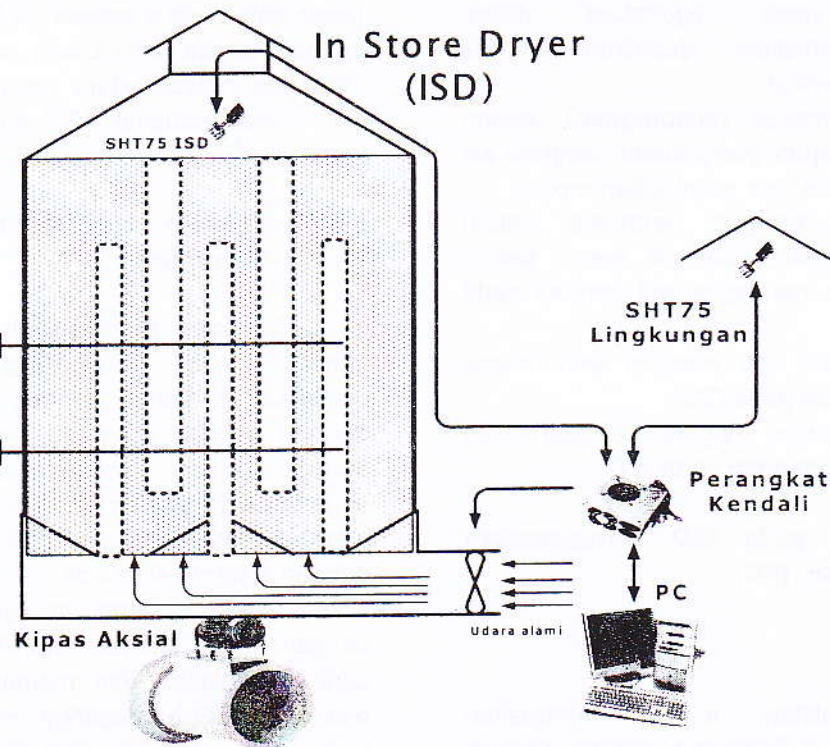 In Store Dryer
(ISD)
SHT75 ISD
SHT75
Lingkungan
Perangkat
Kendali
PC
Udara alami
Kipas Aksial